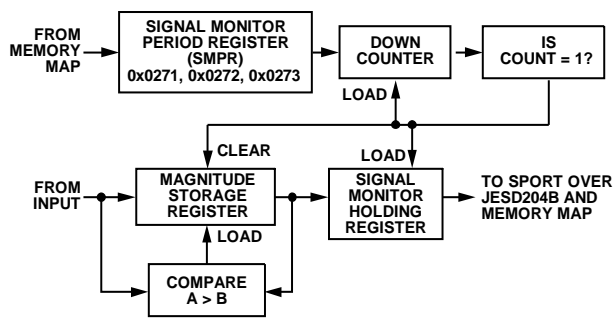 FROM
MEMORY
MAP
SIGNAL MONITOR
PERIOD REGISTER
(SMPR)
0x0271, 0x0272, 0x0273
DOWN
COUNTER
IS
COUNT = 1?
LOAD
CLEAR
LOAD
FROM
INPUT
MAGNITUDE
STORAGE
REGISTER
SIGNAL
MONITOR
HOLDING
REGISTER
TO SPORT OVER
JESD204B AND
MEMORY MAP
LOAD
COMPARE
A > B